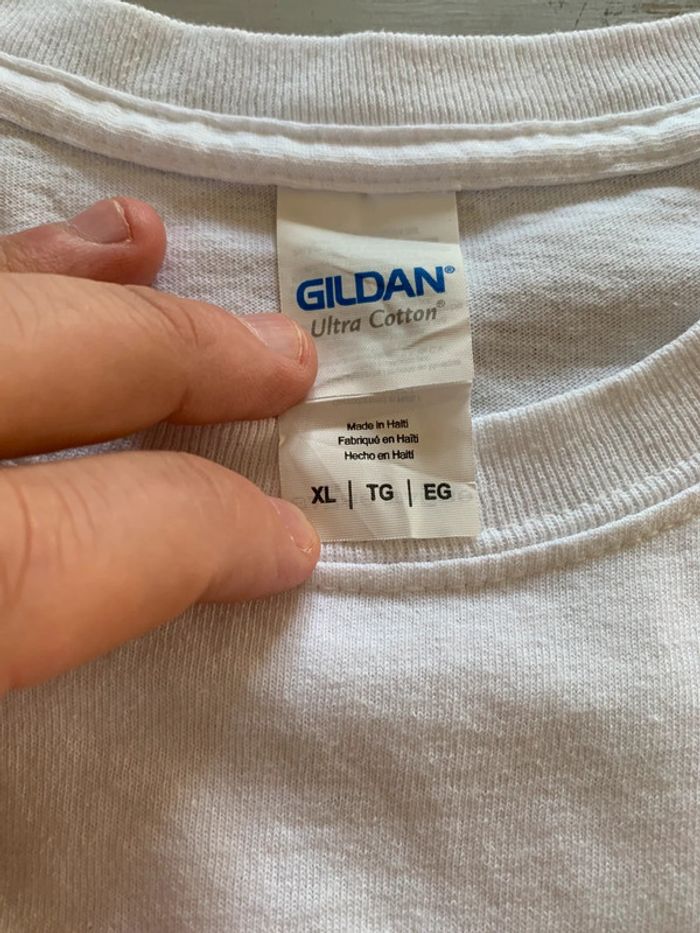 GILDAN®
Ultra Cotton®
Made in Haiti
Fabriqué en Haïti
Hecho en Haití
XL | TG | EG